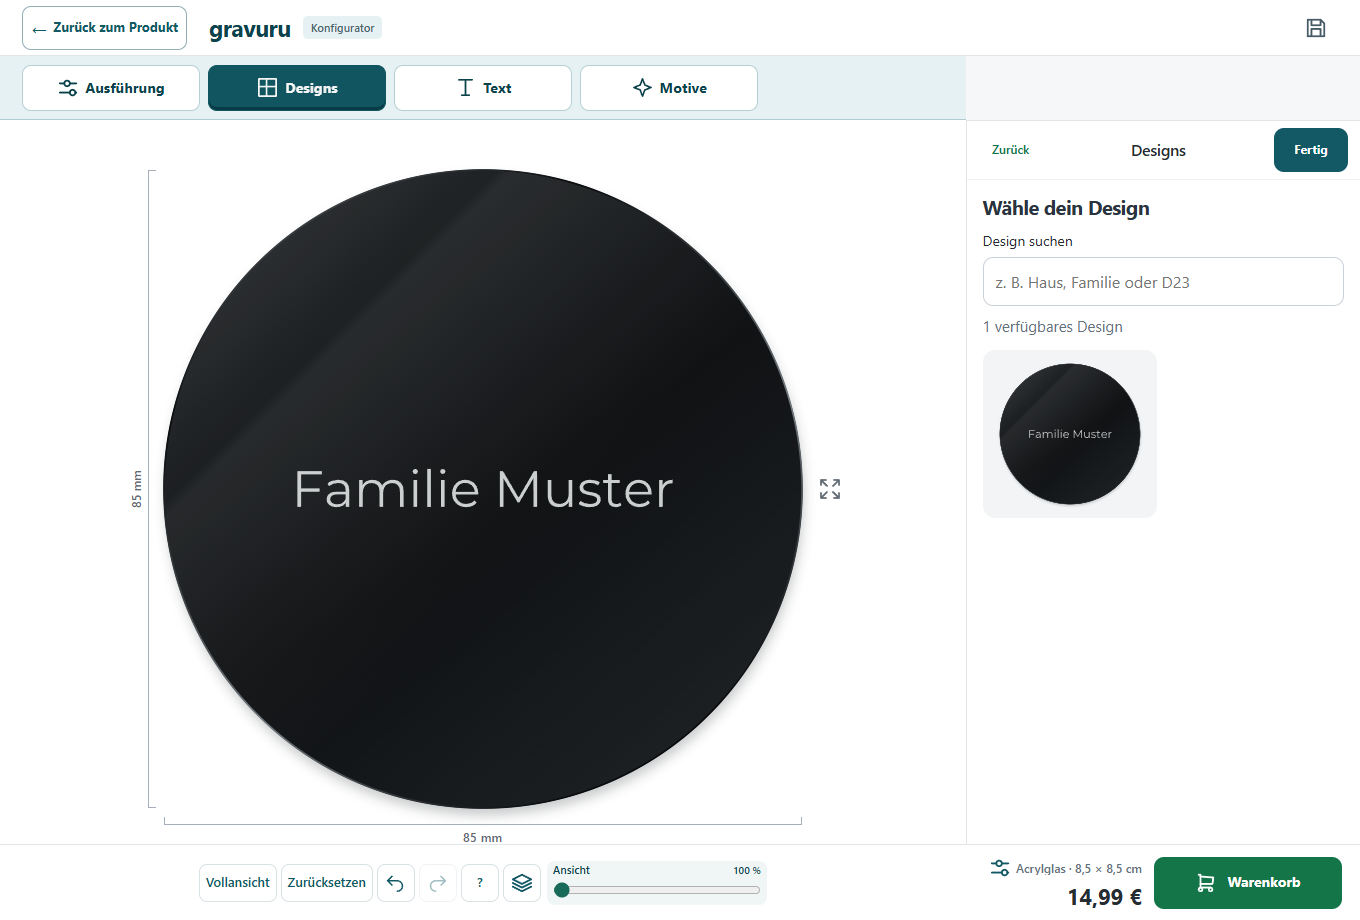 ← Zurück zum Produkt
gravuru
Konfigurator
Ausführung
Designs
Text
Motive
Zurück
Designs
Fertig
Wähle dein Design
Design suchen
z. B. Haus, Familie oder D23
1 verfügbares Design
Familie Muster
85 mm
Familie Muster
85 mm
Vollansicht
Zurücksetzen
?
Ansicht
100 %
Acrylglas · 8,5 × 8,5 cm
14,99 €
Warenkorb